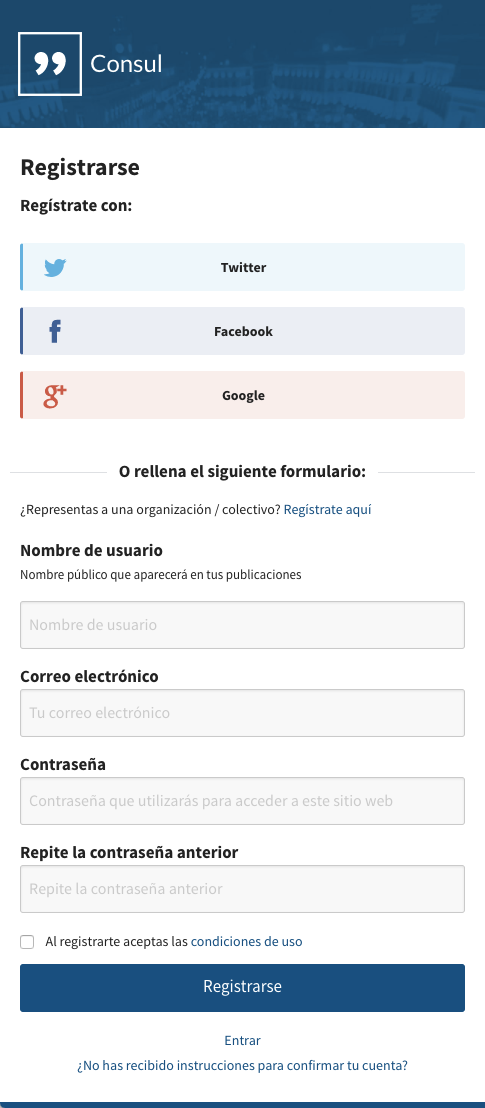 Consul
Registrarse
Regístrate con:
Twitter
Facebook
Google
O rellena el siguiente formulario:
¿Representas a una organización / colectivo? Regístrate aquí
Nombre de usuario
Nombre público que aparecerá en tus publicaciones
Nombre de usuario
Correo electrónico
Tu correo electrónico
Contraseña
Contraseña que utilizarás para acceder a este sitio web
Repite la contraseña anterior
Repite la contraseña anterior
Al registrarte aceptas las condiciones de uso
Registrarse
Entrar
¿No has recibido instrucciones para confirmar tu cuenta?